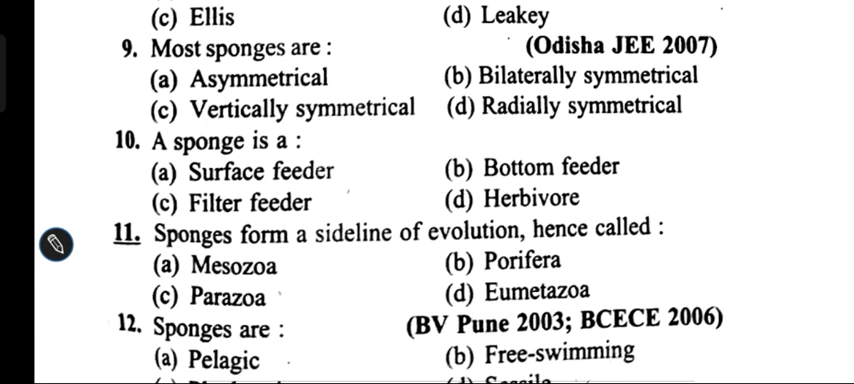 (c) Ellis (d) Leakey
9. Most sponges are : (Odisha JEE 2007)
(a) Asymmetrical (b) Bilaterally symmetrical
(c) Vertically symmetrical (d) Radially symmetrical
10. A sponge is a :
(a) Surface feeder (b) Bottom feeder
(c) Filter feeder (d) Herbivore
11. Sponges form a sideline of evolution, hence called :
(a) Mesozoa (b) Porifera
(c) Parazoa (d) Eumetazoa
12. Sponges are : (BV Pune 2003; BCECE 2006)
(a) Pelagic (b) Free-swimming
(d) Sessile